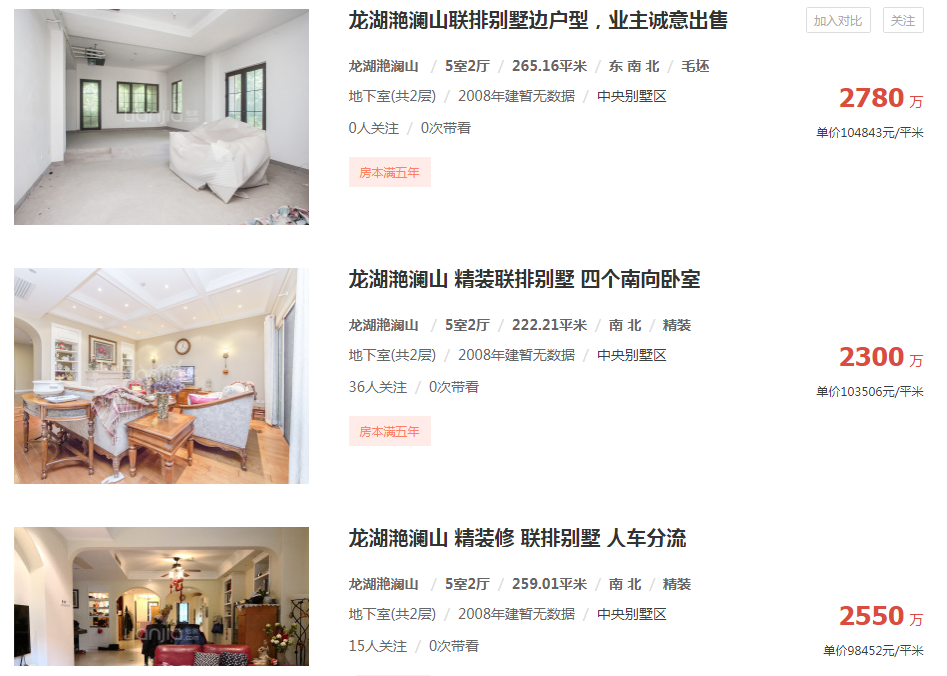 龙湖滟澜山联排别墅边户型，业主诚意出售
加入对比 关注
龙湖滟澜山 / 5室2厅 / 265.16平米 / 东 南 北 / 毛坯
地下室(共2层) / 2008年建暂无数据 / 中央别墅区
2780 万
0人关注 / 0次带看
单价104843元/平米
房本满五年
龙湖滟澜山 精装联排别墅 四个南向卧室
龙湖滟澜山 / 5室2厅 / 222.21平米 / 南 北 / 精装
地下室(共2层) / 2008年建暂无数据 / 中央别墅区
2300 万
36人关注 / 0次带看
单价103506元/平米
房本满五年
龙湖滟澜山 精装修 联排别墅 人车分流
龙湖滟澜山 / 5室2厅 / 259.01平米 / 南 北 / 精装
地下室(共2层) / 2008年建暂无数据 / 中央别墅区
2550 万
15人关注 / 0次带看
单价98452元/平米